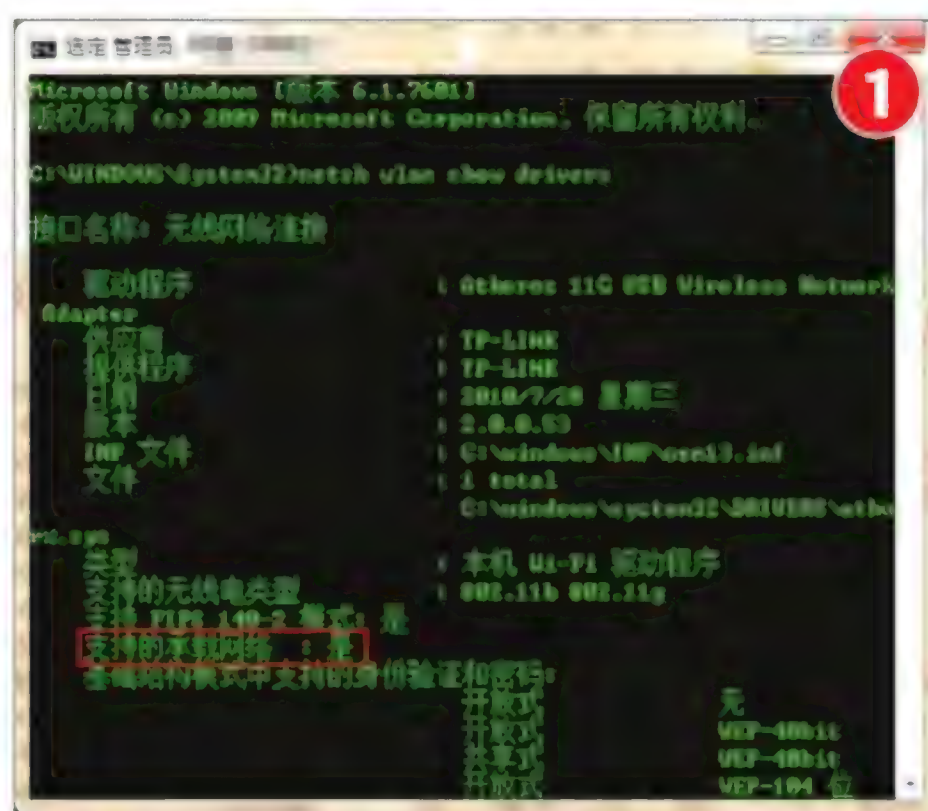 1
Microsoft Windows [版本 6.1.7601]
版权所有 (c) 2009 Microsoft Corporation。保留所有权利。
C:\WINDOWS\System32>netsh wlan show drivers
接口名称: 无线网络连接
驱动程序 : Atheros 11G USB Wireless Network
Adapter
供应商 : TP-LINK
提供程序 : TP-LINK
日期 : 2010/7/28 星期三
版本 : 2.0.0.63
INF 文件 : C:\windows\INF\
文件 : 1 total
C:\windows\system32\DRIVERS\
类型 : 本机 Wi-Fi 驱动程序
支持的无线电类型 : 802.11b 802.11g
支持 FIPS 140-2 模式: 是
支持的承载网络 : 是
基础结构模式中支持的身份验证和密码:
开放式 无
开放式 WEP-40bit
共享式 WEP-40bit
开放式 WEP-104 位